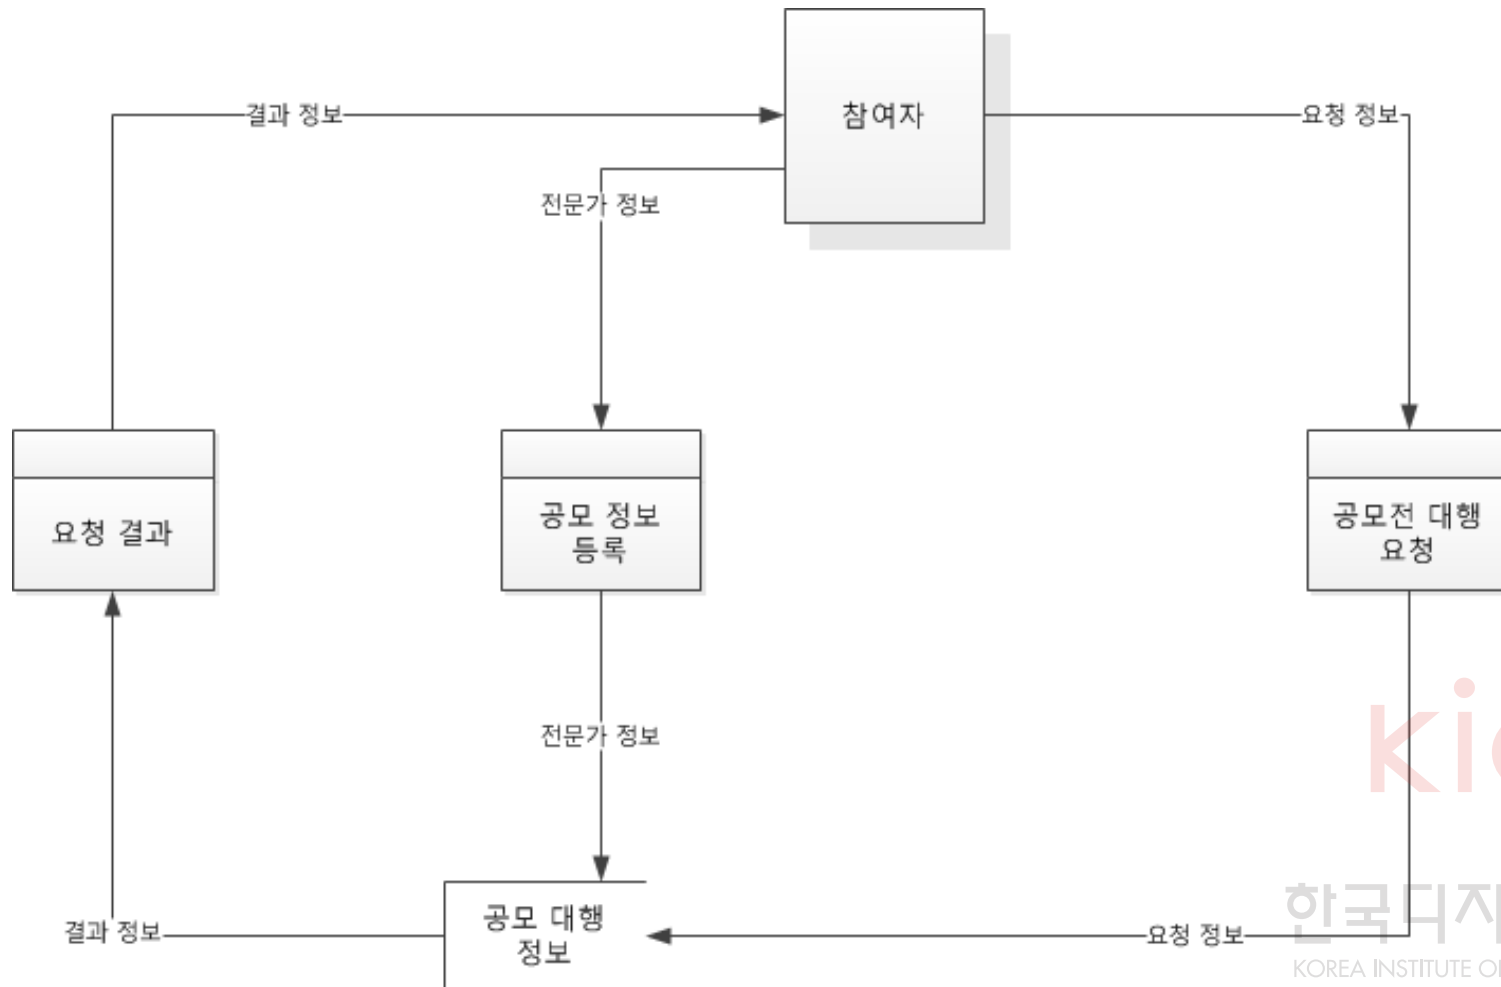 참여자
결과 정보
요청 정보
전문가 정보
요청 결과
공모 정보
등록
공모전 대행
요청
전문가 정보
공모 대행
정보
결과 정보
요청 정보
한국디지
KOREA INSTITUTE